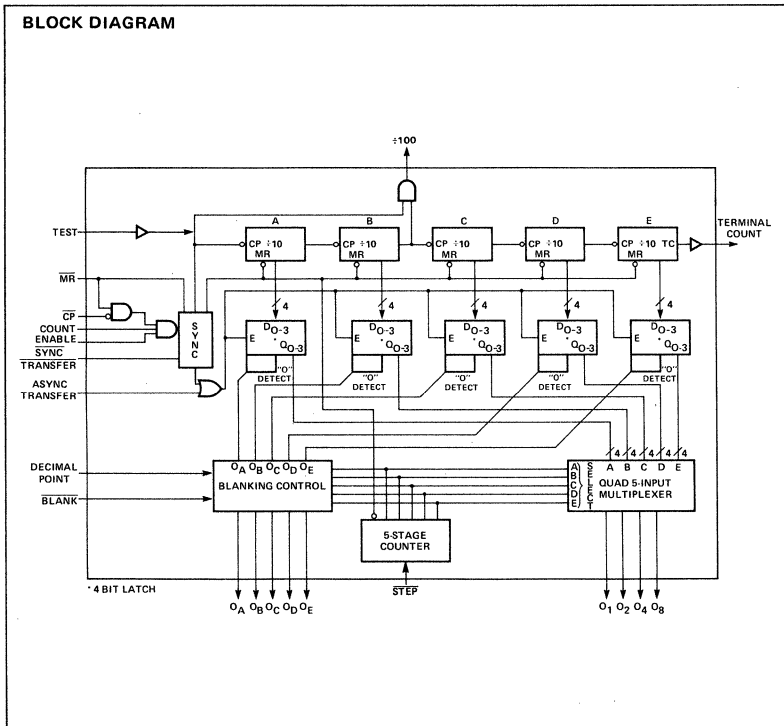 BLOCK DIAGRAM
÷100
A B C D E
TERMINAL
COUNT
TEST
CP ÷10
MR
CP ÷10
MR
CP ÷10
MR
CP ÷10
MR
CP ÷10 TC
MR
MR
CP
COUNT
ENABLE
SYNC
TRANSFER
ASYNC
TRANSFER
SYNC
4 4 4 4 4
E D0-3
* Q0-3
E D0-3
* Q0-3
E D0-3
* Q0-3
E D0-3
* Q0-3
E D0-3
* Q0-3
"O"
DETECT
"O"
DETECT
"O"
DETECT
"O"
DETECT
"O"
DETECT
4 4 4 4 4
DECIMAL
POINT
BLANK
OA OB OC OD OE
BLANKING CONTROL
A B C D E
SELECT
A B C D E
QUAD 5-INPUT
MULTIPLEXER
5-STAGE
COUNTER
* 4 BIT LATCH
OA OB OC OD OE
STEP
O1 O2 O4 O8